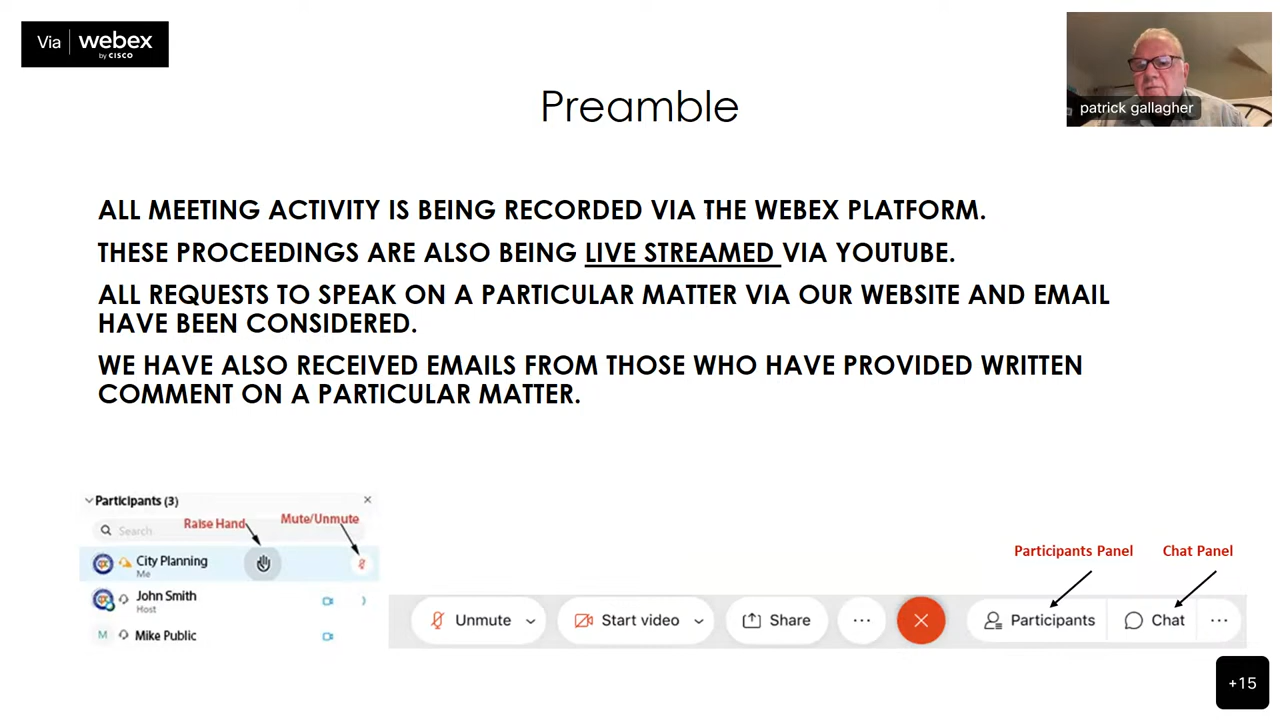 Via webex
by CISCO
patrick gallagher
Preamble
ALL MEETING ACTIVITY IS BEING RECORDED VIA THE WEBEX PLATFORM.
THESE PROCEEDINGS ARE ALSO BEING LIVE STREAMED VIA YOUTUBE.
ALL REQUESTS TO SPEAK ON A PARTICULAR MATTER VIA OUR WEBSITE AND EMAIL
HAVE BEEN CONSIDERED.
WE HAVE ALSO RECEIVED EMAILS FROM THOSE WHO HAVE PROVIDED WRITTEN
COMMENT ON A PARTICULAR MATTER.
Participants (3)
Search
Raise Hand
Mute/Unmute
City Planning
Me
John Smith
Host
M Mike Public
Participants Panel
Chat Panel
Unmute
Start video
Share
Participants
Chat
+15